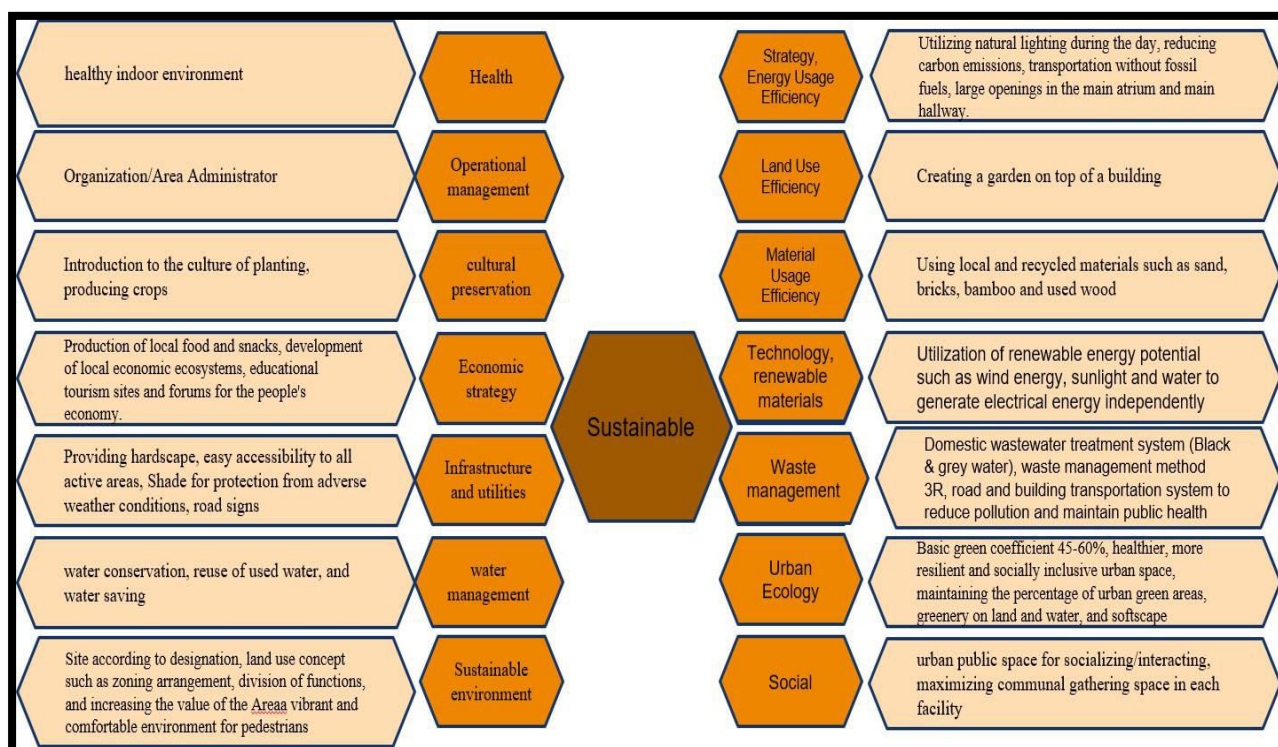 healthy indoor environment
Health
Organization/Area Administrator
Operational
management
Introduction to the culture of planting,
producing crops
cultural
preservation
Production of local food and snacks, development
of local economic ecosystems, educational
tourism sites and forums for the people's
economy.
Economic
strategy
Providing hardscape, easy accessibility to all
active areas, Shade for protection from adverse
weather conditions, road signs
Infrastructure
and utilities
water conservation, reuse of used water, and
water saving
water
management
Site according to designation, land use concept
such as zoning arrangement, division of functions,
and increasing the value of the Areaa vibrant and
comfortable environment for pedestrians
Sustainable
environment
Sustainable
Strategy,
Energy Usage
Efficiency
Utilizing natural lighting during the day, reducing
carbon emissions, transportation without fossil
fuels, large openings in the main atrium and main
hallway.
Land Use
Efficiency
Creating a garden on top of a building
Material
Usage
Efficiency
Using local and recycled materials such as sand,
bricks, bamboo and used wood
Technology,
renewable
materials
Utilization of renewable energy potential
such as wind energy, sunlight and water to
generate electrical energy independently
Waste
management
Domestic wastewater treatment system (Black
& grey water), waste management method
3R, road and building transportation system to
reduce pollution and maintain public health
Urban
Ecology
Basic green coefficient 45-60%, healthier, more
resilient and socially inclusive urban space,
maintaining the percentage of urban green areas,
greenery on land and water, and softscape
Social
urban public space for socializing/interacting,
maximizing communal gathering space in each
facility